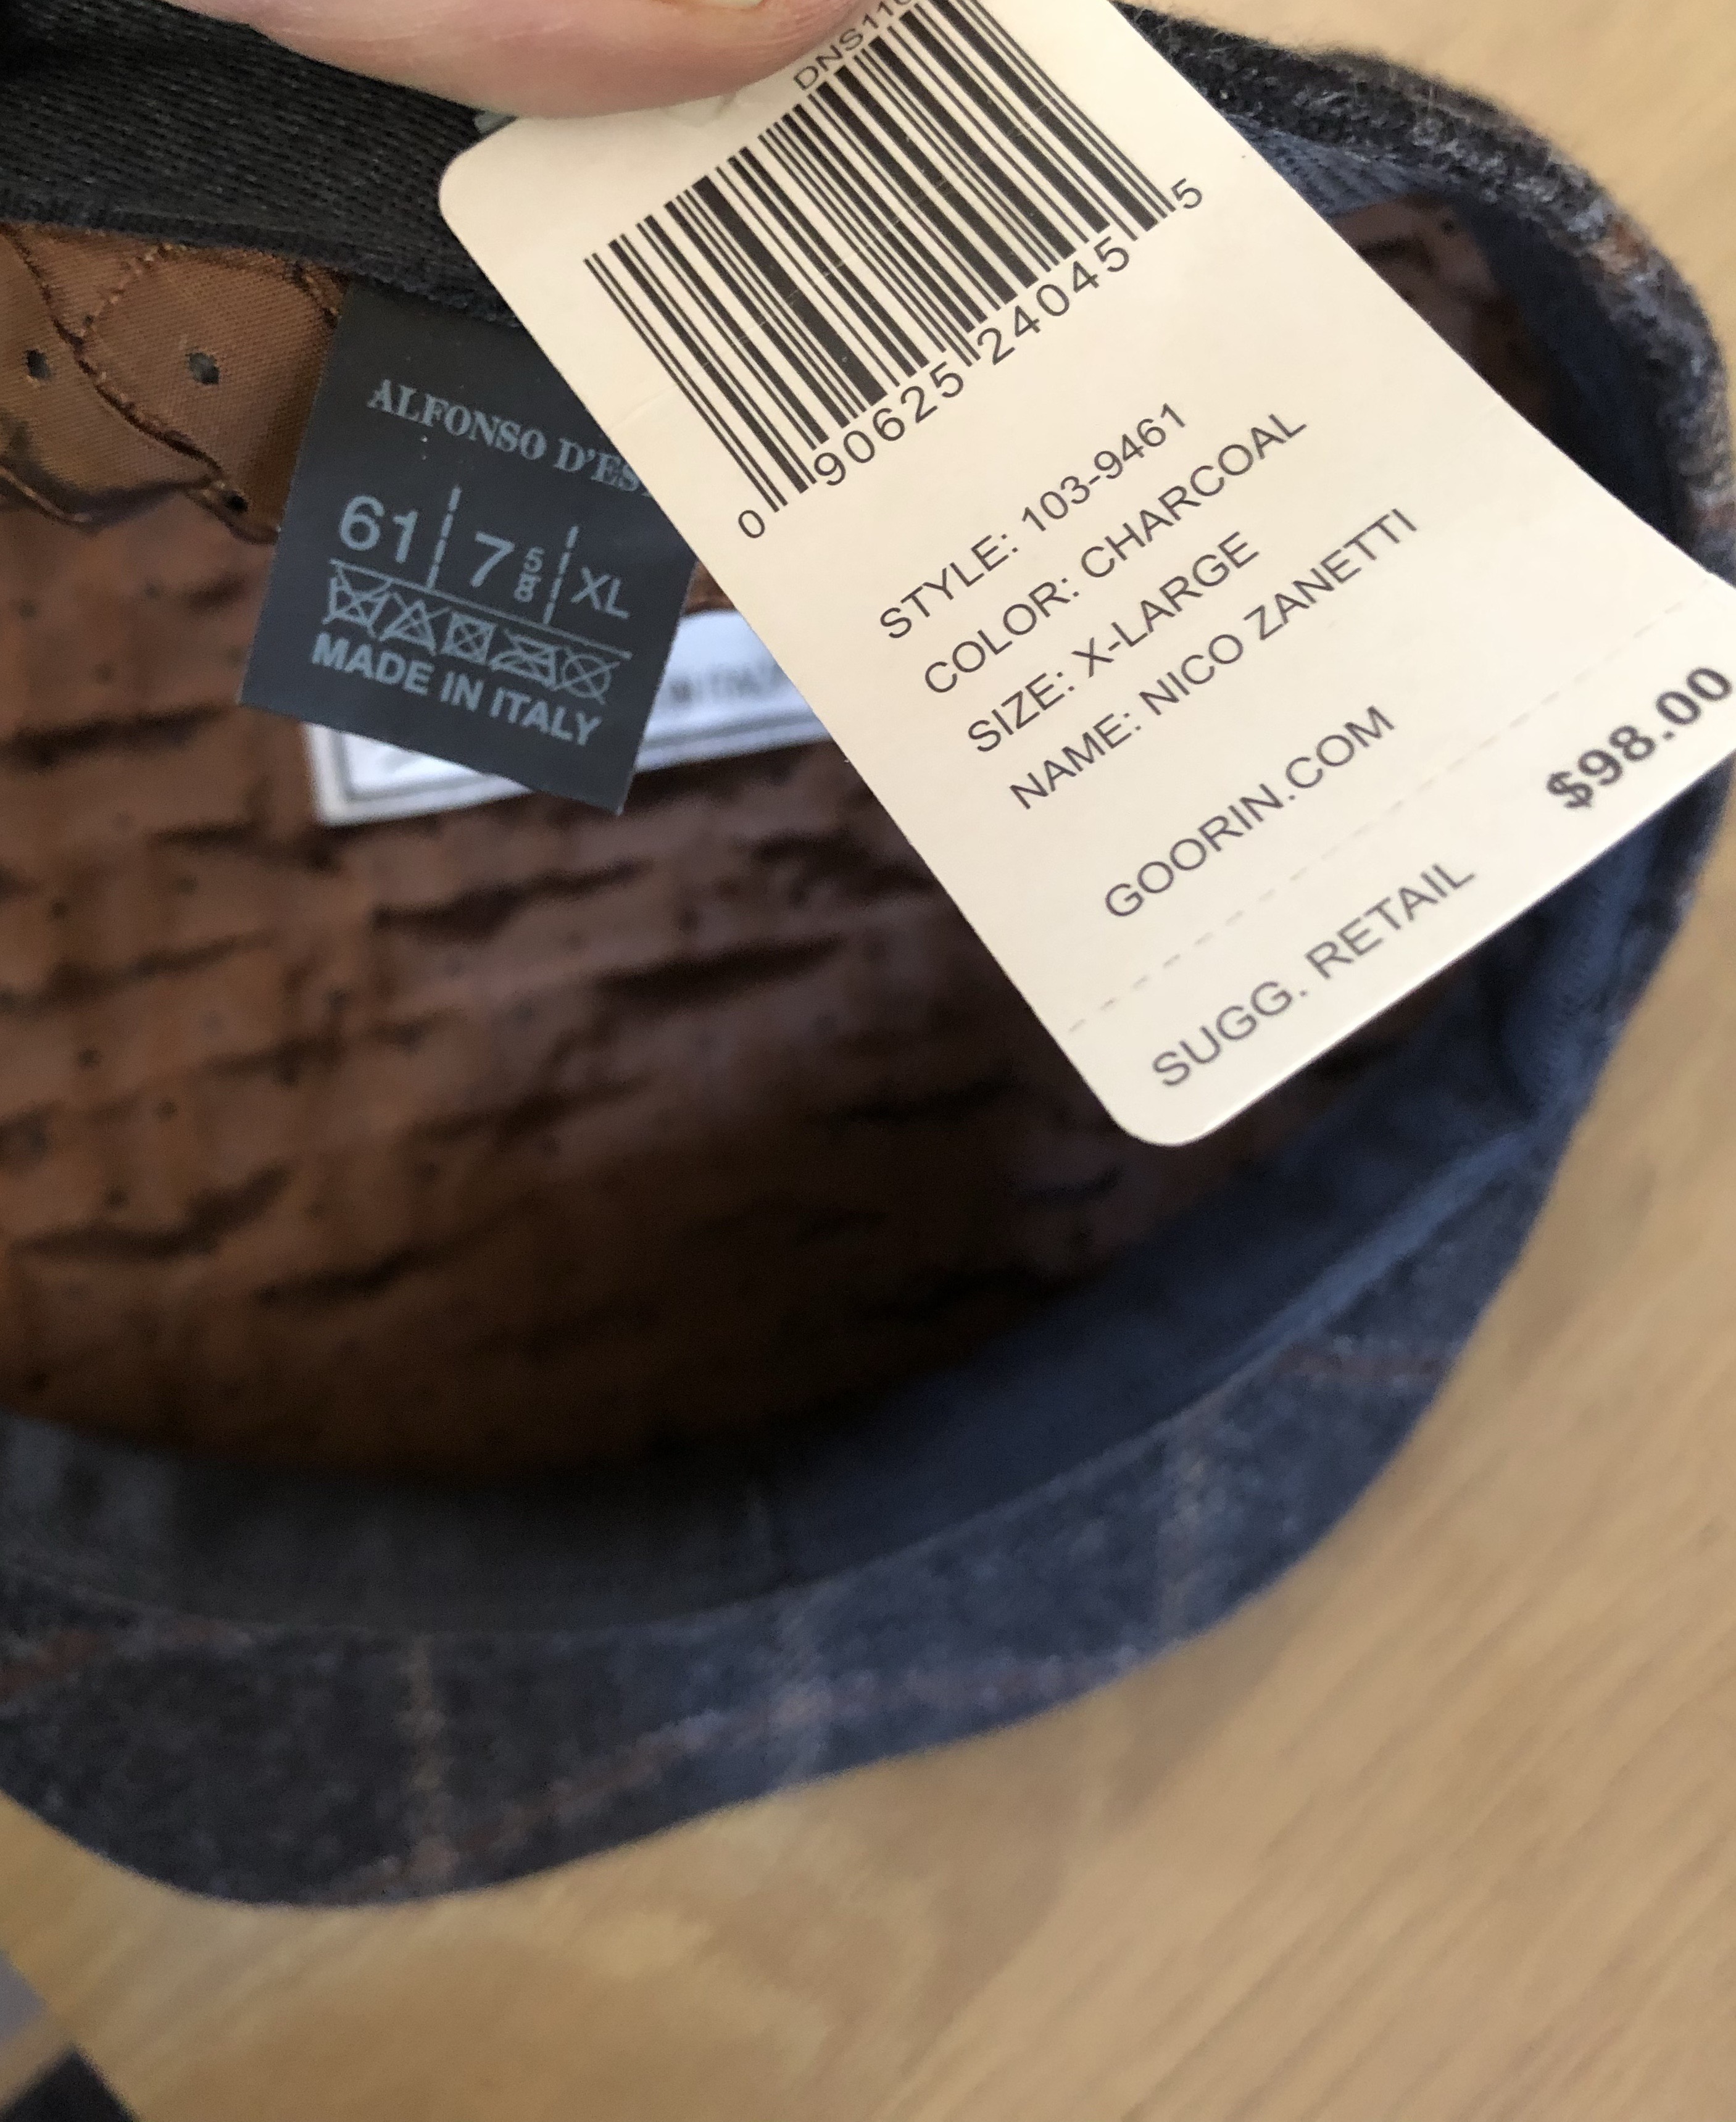 ALFONSO D'ES
61 7 5/8 XL
MADE IN ITALY
DNS110
0 90625 24045 5
STYLE: 103-9461
COLOR: CHARCOAL
SIZE: X-LARGE
NAME: NICO ZANETTI
GOORIN.COM
SUGG. RETAIL $98.00